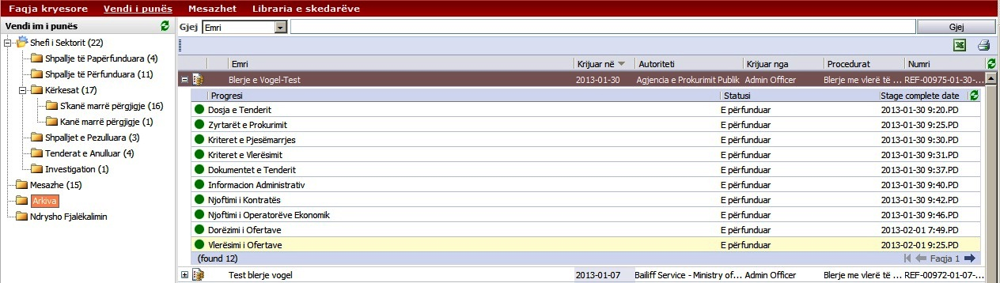 Faqja kryesore Vendi i punës Mesazhet Libraria e skedarëve
Vendi im i punës
Shefi i Sektorit (22)
Shpallje të Papërfunduara (4)
Shpallje të Përfunduara (11)
Kërkesat (17)
S'kanë marrë përgjigje (16)
Kanë marrë përgjigje (1)
Shpalljet e Pezulluara (3)
Tenderat e Anulluar (4)
Investigation (1)
Mesazhe (15)
Arkiva
Ndrysho Fjalëkalimin
Gjej Emri Gjej
Emri Krijuar në Autoriteti Krijuar nga Procedurat Numri
Blerje e Vogel-Test 2013-01-30 Agjencia e Prokurimit Publik Admin Officer Blerje me vlerë të ... REF-00975-01-30-...
Progresi Statusi Stage complete date
Dosja e Tenderit E përfunduar 2013-01-30 9:20.PD
Zyrtarët e Prokurimit E përfunduar 2013-01-30 9:25.PD
Kriteret e Pjesëmarrjes E përfunduar 2013-01-30 9:30.PD
Kriteret e Vlerësimit E përfunduar 2013-01-30 9:31.PD
Dokumentet e Tenderit E përfunduar 2013-01-30 9:37.PD
Informacion Administrativ E përfunduar 2013-01-30 9:40.PD
Njoftimi i Kontratës E përfunduar 2013-01-30 9:42.PD
Njoftimi i Operatorëve Ekonomik E përfunduar 2013-01-30 9:46.PD
Dorëzimi i Ofertave E përfunduar 2013-02-01 7:49.PD
Vlerësimi i Ofertave E përfunduar 2013-02-01 9:25.PD
(found 12) Faqja 1
Test blerje vogel 2013-01-07 Bailiff Service - Ministry of... Admin Officer Blerje me vlerë të ... REF-00972-01-07-...